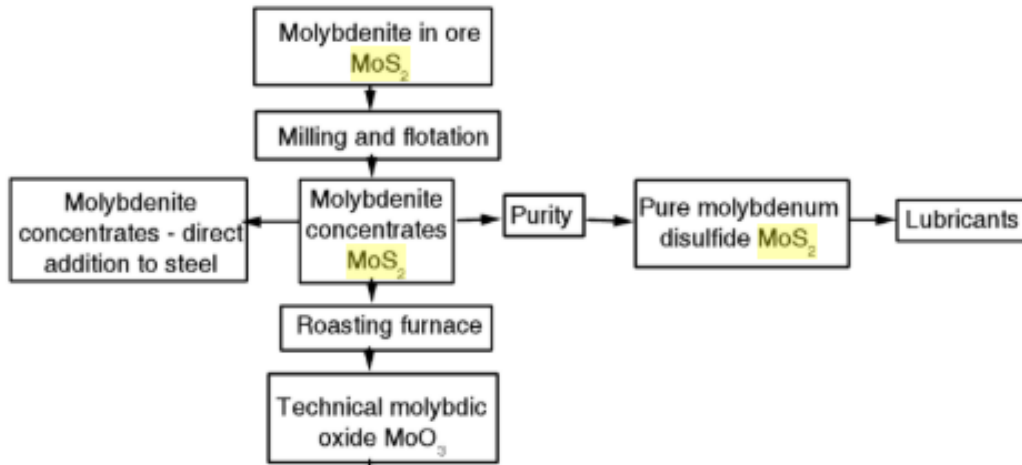 Molybdenite in ore
MoS₂
Milling and flotation
Molybdenite
concentrates - direct
addition to steel
Molybdenite
concentrates
MoS₂
Purity
Pure molybdenum
disulfide MoS₂
Lubricants
Roasting furnace
Technical molybdic
oxide MoO₃